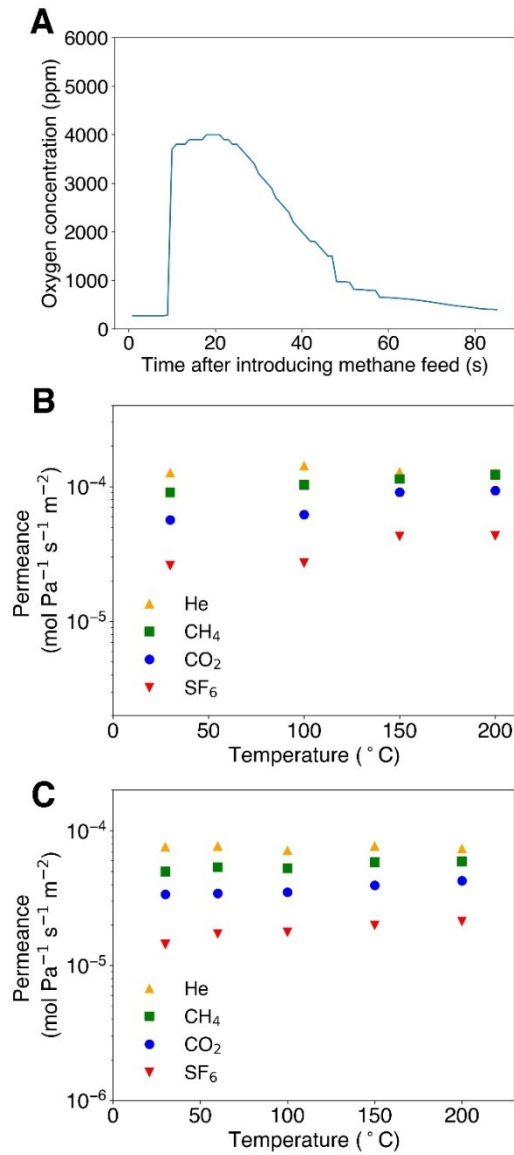 A
Oxygen concentration (ppm)
6000
5000
4000
3000
2000
1000
0
0 20 40 60 80
Time after introducing methane feed (s)
B
Permeance
(mol Pa⁻¹ s⁻¹ m⁻²)
10⁻⁴
10⁻⁵
He
CH₄
CO₂
SF₆
0 50 100 150 200
Temperature (°C)
C
Permeance
(mol Pa⁻¹ s⁻¹ m⁻²)
10⁻⁴
10⁻⁵
10⁻⁶
He
CH₄
CO₂
SF₆
0 50 100 150 200
Temperature (°C)